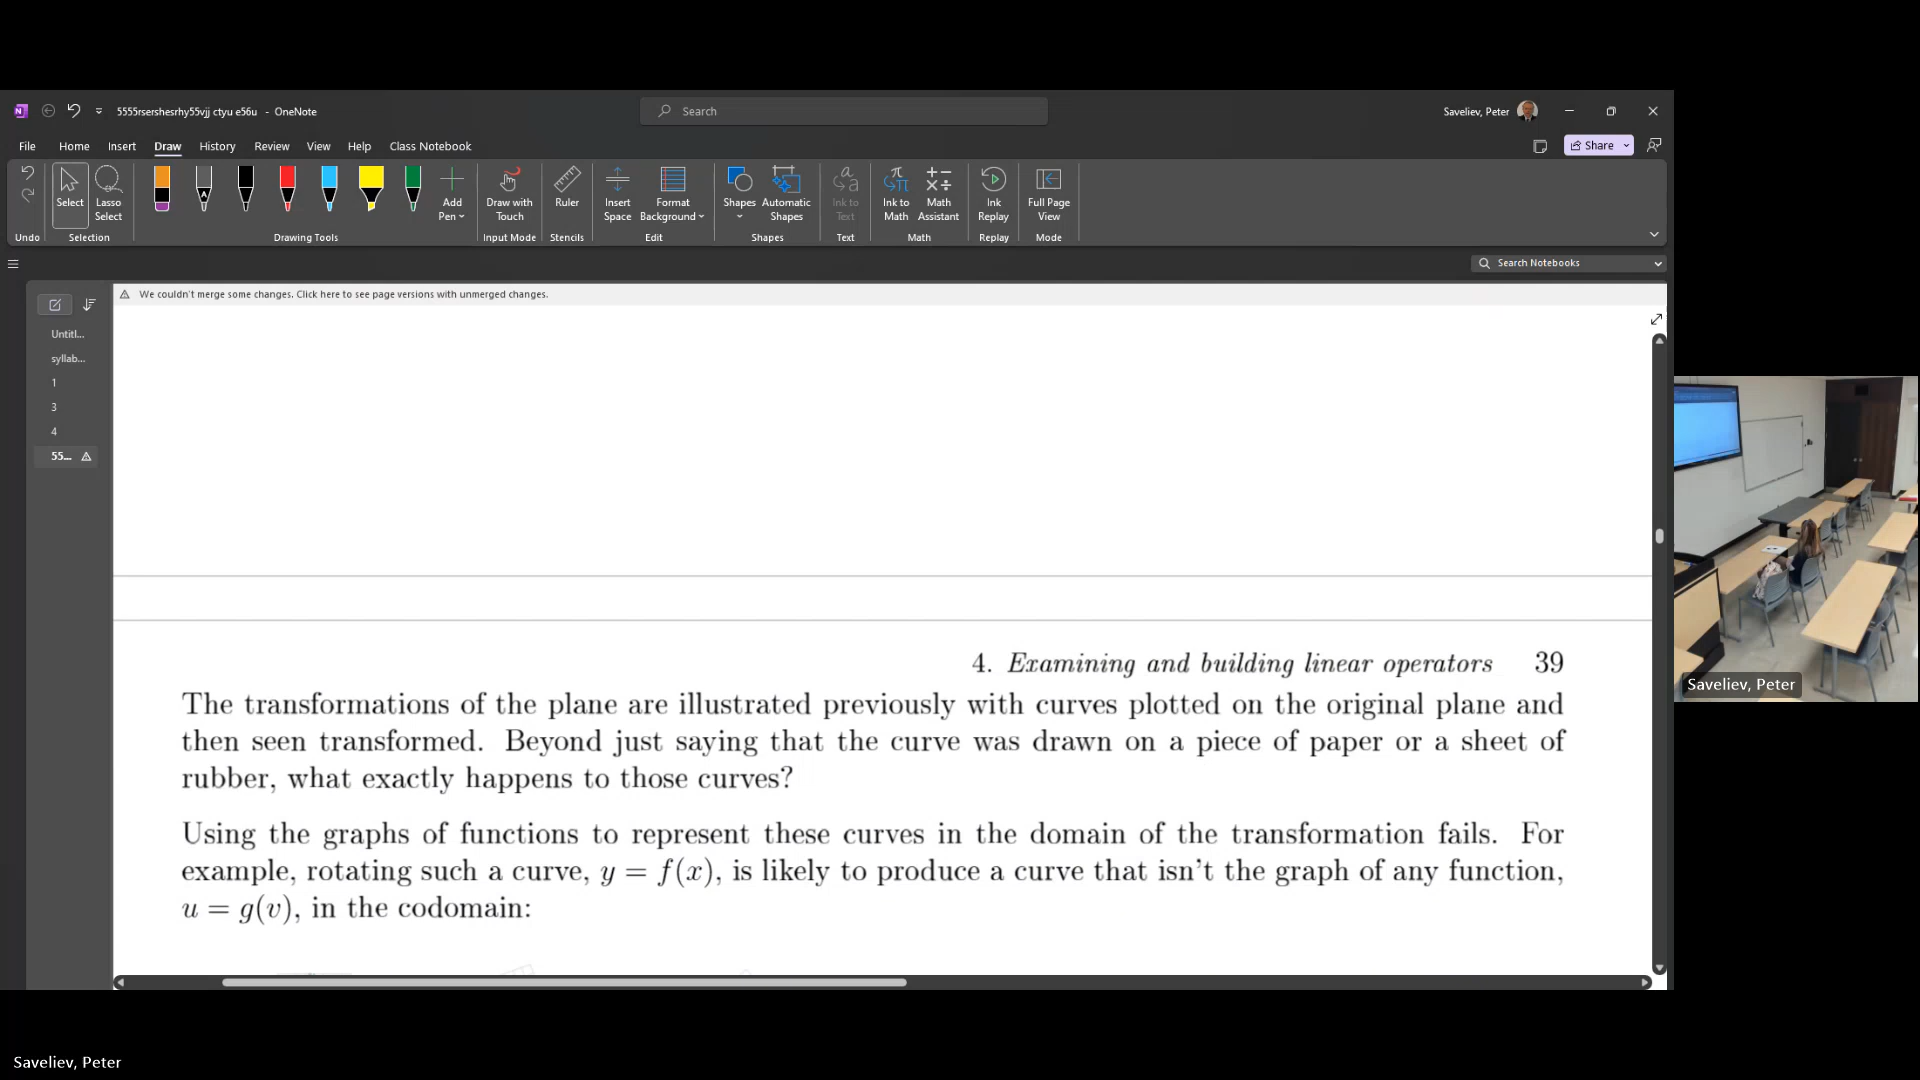 5555rsershesrhy55vjj ctyu e56u - OneNote
Search
Saveliev, Peter
File Home Insert Draw History Review View Help Class Notebook
Share
Select
Lasso Select
Add Pen
Draw with Touch
Ruler
Insert Space
Format Background
Shapes
Automatic Shapes
Ink to Text
Ink to Math
Math Assistant
Ink Replay
Full Page View
Undo Selection Drawing Tools Input Mode Stencils Edit Shapes Text Math Replay Mode
Search Notebooks
We couldn't merge some changes. Click here to see page versions with unmerged changes.
Untitl...
syllab...
1
3
4
55...
4. Examining and building linear operators 39
The transformations of the plane are illustrated previously with curves plotted on the original plane and
then seen transformed. Beyond just saying that the curve was drawn on a piece of paper or a sheet of
rubber, what exactly happens to those curves?
Using the graphs of functions to represent these curves in the domain of the transformation fails. For
example, rotating such a curve, y = f(x), is likely to produce a curve that isn't the graph of any function,
u = g(v), in the codomain:
Saveliev, Peter
Saveliev, Peter